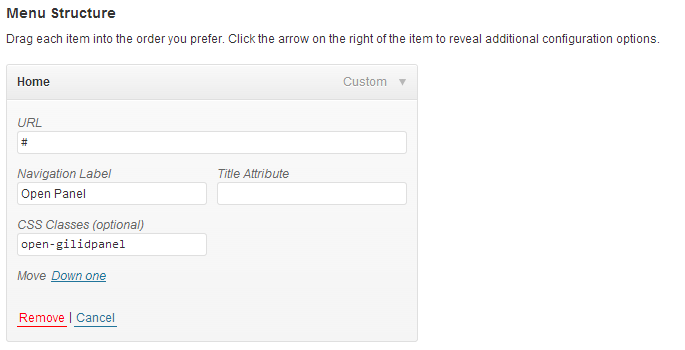 Menu Structure
Drag each item into the order you prefer. Click the arrow on the right of the item to reveal additional configuration options.
Home Custom ▼
URL
#
Navigation Label Title Attribute
Open Panel
CSS Classes (optional)
open-gilidpanel
Move Down one
Remove | Cancel